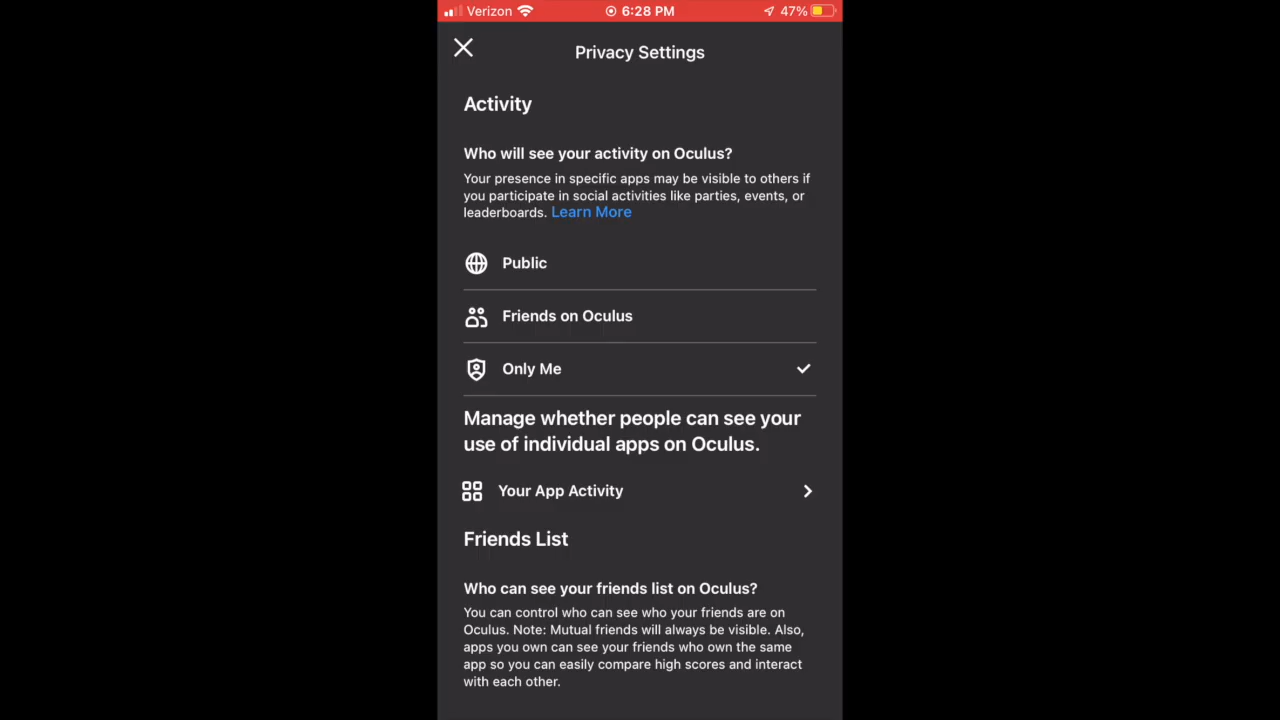 Verizon 6:28 PM 47%
Privacy Settings
Activity
Who will see your activity on Oculus?
Your presence in specific apps may be visible to others if
you participate in social activities like parties, events, or
leaderboards. Learn More
Public
Friends on Oculus
Only Me
Manage whether people can see your
use of individual apps on Oculus.
Your App Activity
Friends List
Who can see your friends list on Oculus?
You can control who can see who your friends are on
Oculus. Note: Mutual friends will always be visible. Also,
apps you own can see your friends who own the same
app so you can easily compare high scores and interact
with each other.